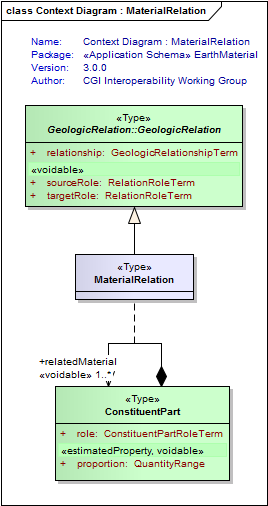 class Context Diagram : MaterialRelation
Name: Context Diagram : MaterialRelation
Package: «Application Schema» EarthMaterial
Version: 3.0.0
Author: CGI Interoperability Working Group
«Type»
GeologicRelation::GeologicRelation
+ relationship: GeologicRelationshipTerm
«voidable»
+ sourceRole: RelationRoleTerm
+ targetRole: RelationRoleTerm
«Type»
MaterialRelation
+relatedMaterial
«voidable» 1..*
«Type»
ConstituentPart
+ role: ConstituentPartRoleTerm
«estimatedProperty, voidable»
+ proportion: QuantityRange